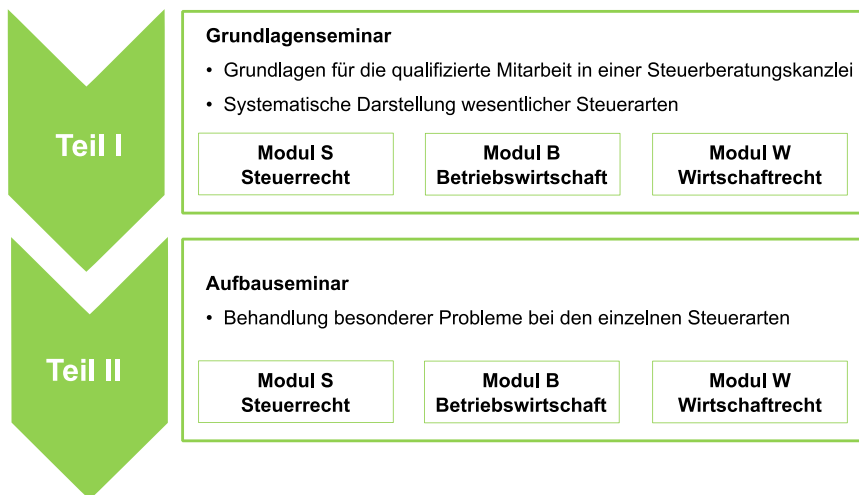 Teil I
Grundlagenseminar
• Grundlagen für die qualifizierte Mitarbeit in einer Steuerberatungskanzlei
• Systematische Darstellung wesentlicher Steuerarten
Modul S
Steuerrecht
Modul B
Betriebswirtschaft
Modul W
Wirtschaftrecht
Teil II
Aufbauseminar
• Behandlung besonderer Probleme bei den einzelnen Steuerarten
Modul S
Steuerrecht
Modul B
Betriebswirtschaft
Modul W
Wirtschaftrecht